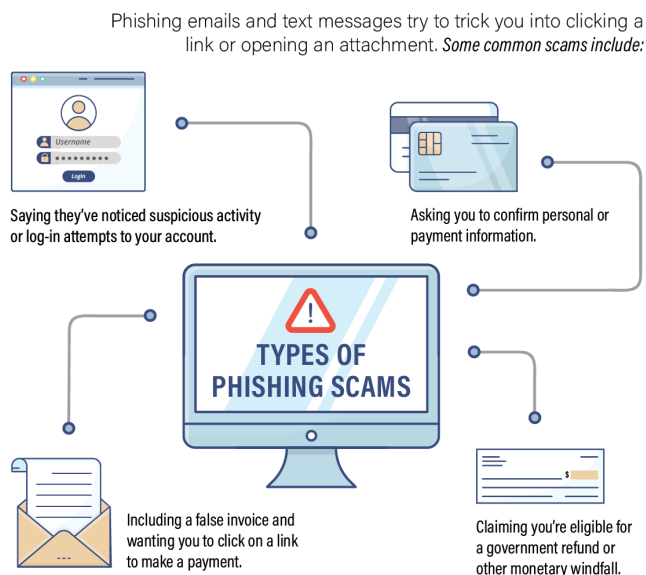 Phishing emails and text messages try to trick you into clicking a
link or opening an attachment. Some common scams include:
Username
Login
Saying they've noticed suspicious activity
or log-in attempts to your account.
Asking you to confirm personal or
payment information.
TYPES OF
PHISHING SCAMS
Including a false invoice and
wanting you to click on a link
to make a payment.
$
Claiming you're eligible for
a government refund or
other monetary windfall.